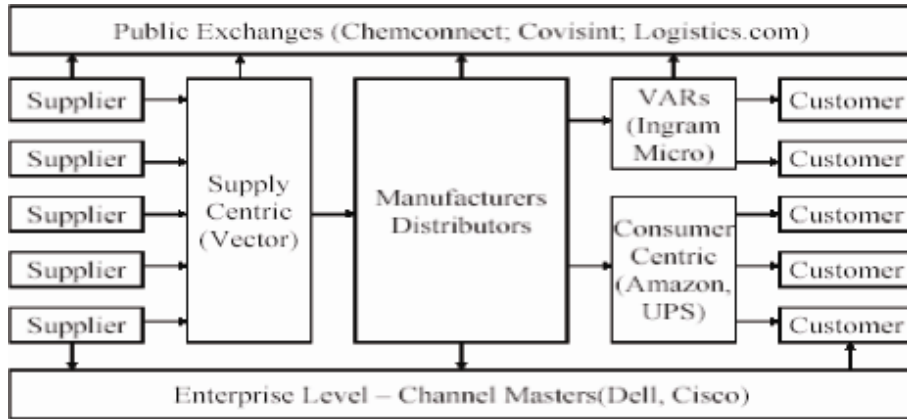 Public Exchanges (Chemconnect; Covisint; Logistics.com)
Supplier
Supplier
Supplier
Supplier
Supplier
Supply
Centric
(Vector)
Manufacturers
Distributors
VARs
(Ingram
Micro)
Consumer
Centric
(Amazon,
UPS)
Customer
Customer
Customer
Customer
Customer
Enterprise Level – Channel Masters(Dell, Cisco)